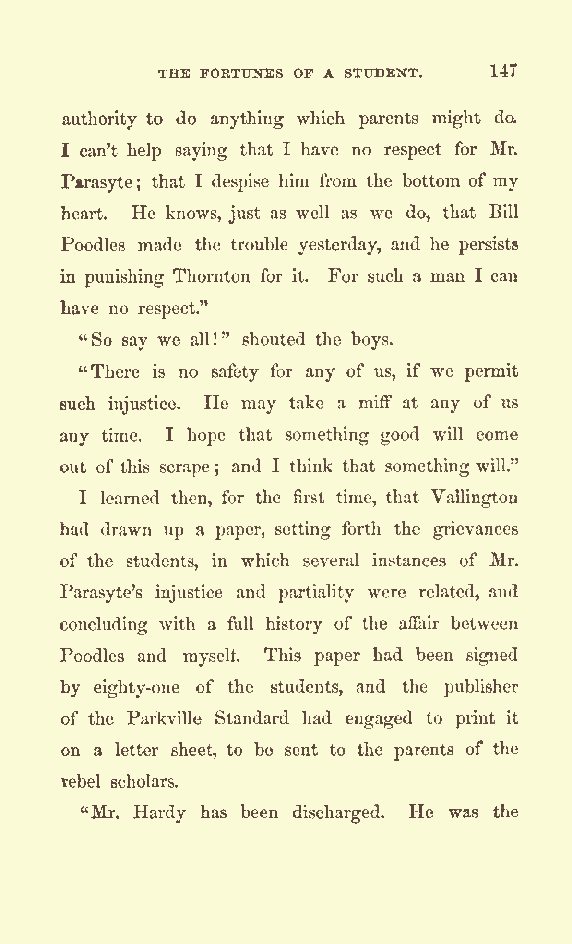 THE FORTUNES OF A STUDENT. 147
authority to do anything which parents might do.
I can't help saying that I have no respect for Mr.
Parasyte; that I despise him from the bottom of my
heart. He knows, just as well as we do, that Bill
Poodles made the trouble yesterday, and he persists
in punishing Thornton for it. For such a man I can
have no respect."
"So say we all!" shouted the boys.
"There is no safety for any of us, if we permit
such injustice. He may take a miff at any of us
any time. I hope that something good will come
out of this scrape; and I think that something will."
I learned then, for the first time, that Vallington
had drawn up a paper, setting forth the grievances
of the students, in which several instances of Mr.
Parasyte's injustice and partiality were related, and
concluding with a full history of the affair between
Poodles and myself. This paper had been signed
by eighty-one of the students, and the publisher
of the Parkville Standard had engaged to print it
on a letter sheet, to be sent to the parents of the
rebel scholars.
"Mr. Hardy has been discharged. He was the